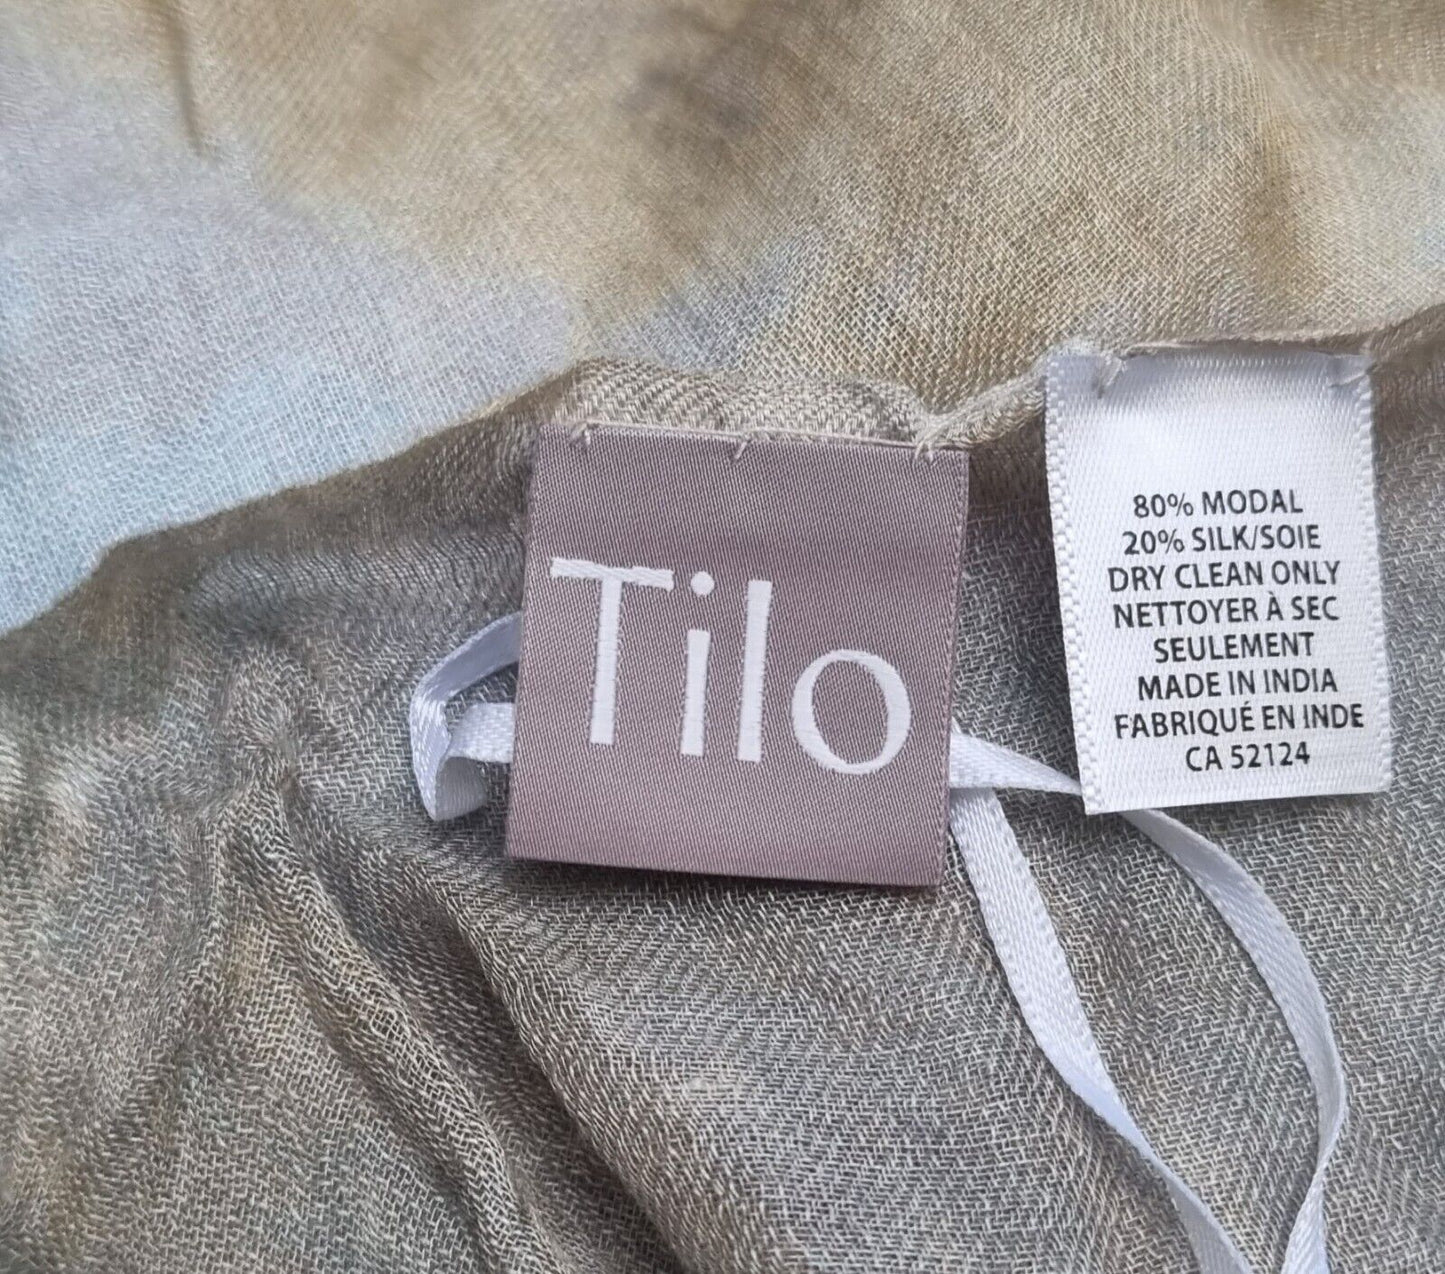 Tilo
80% MODAL
20% SILK/SOIE
DRY CLEAN ONLY
NETTOYER À SEC
SEULEMENT
MADE IN INDIA
FABRIQUÉ EN INDE
CA 52124